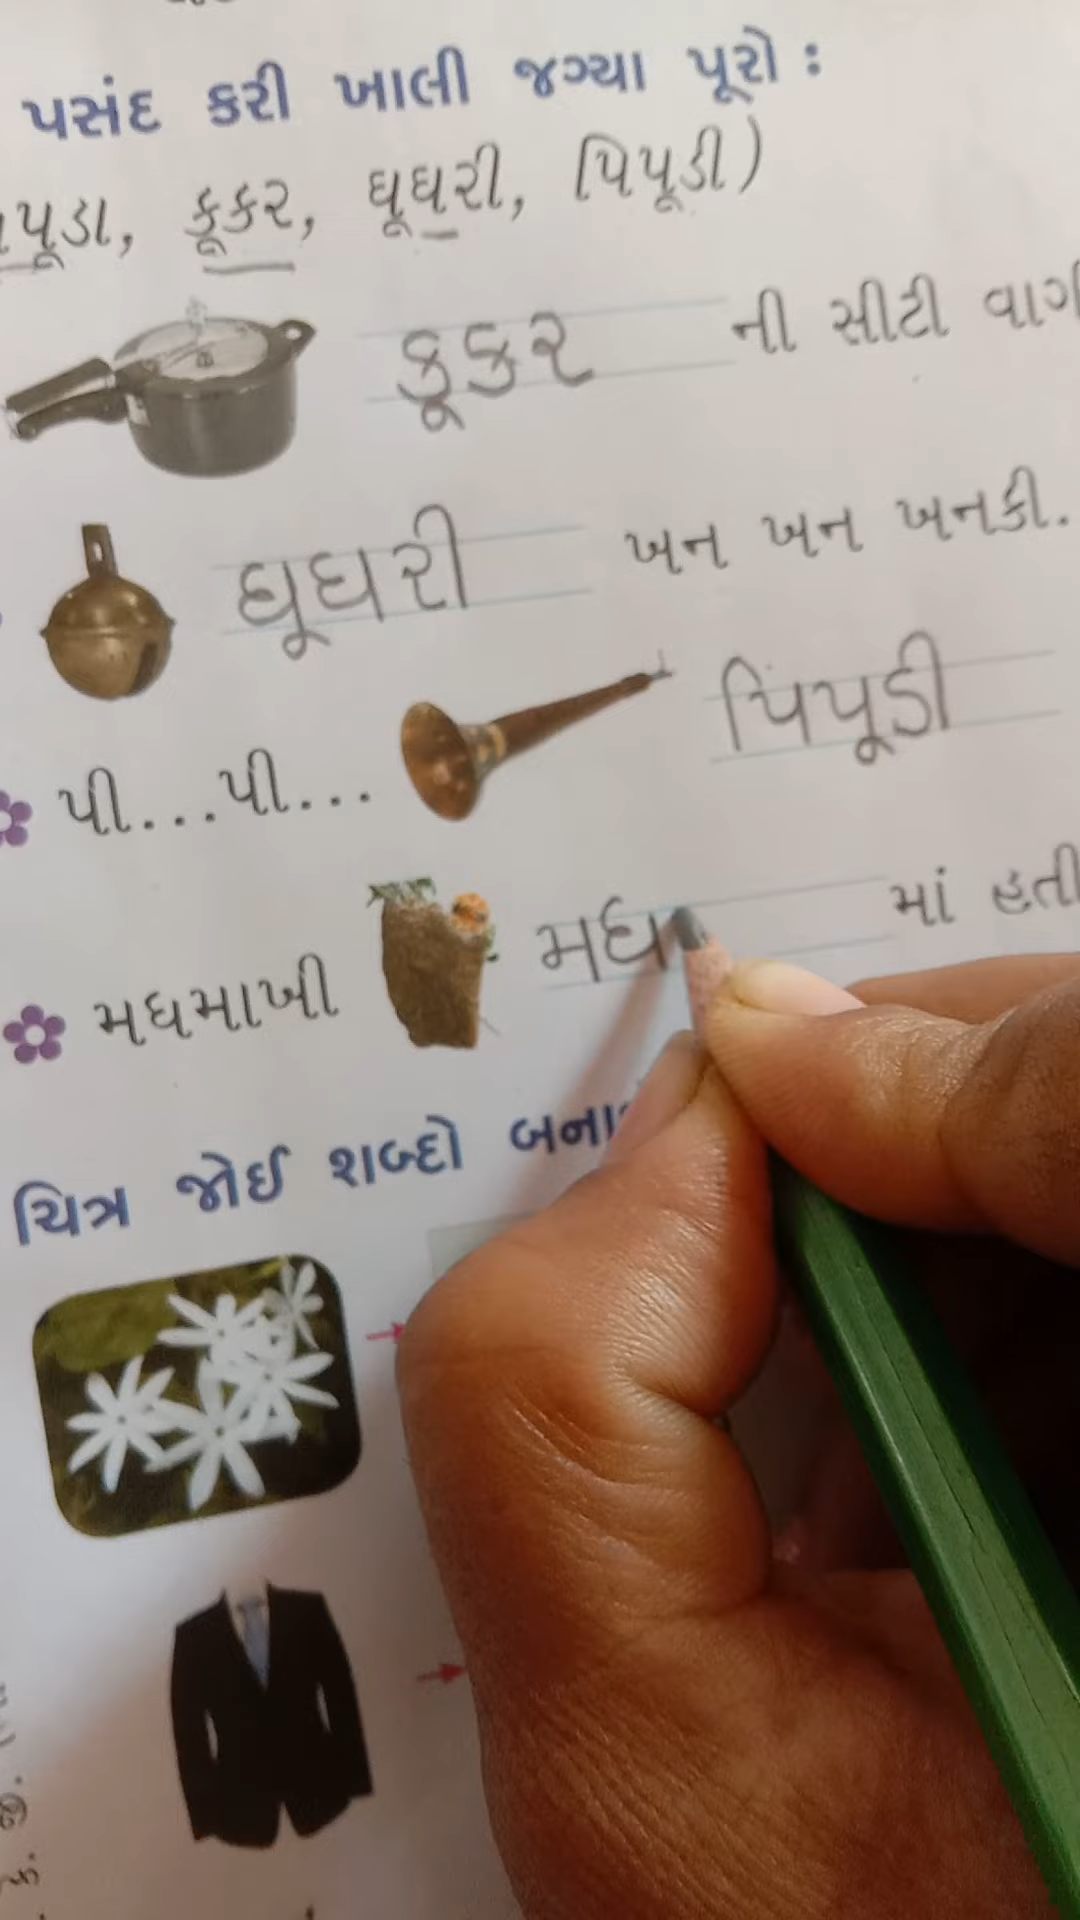 પસંદ કરી ખાલી જગ્યા પૂરો :
પૂડા, કૂકર, ઘૂઘરી, પિપૂડી)
કૂકર ની સીટી વાગી
ઘૂઘરી ખન ખન ખનકી.
પી...પી... પિપૂડી
મધમાખી મધ માં હતી
ચિત્ર જોઈ શબ્દો બના